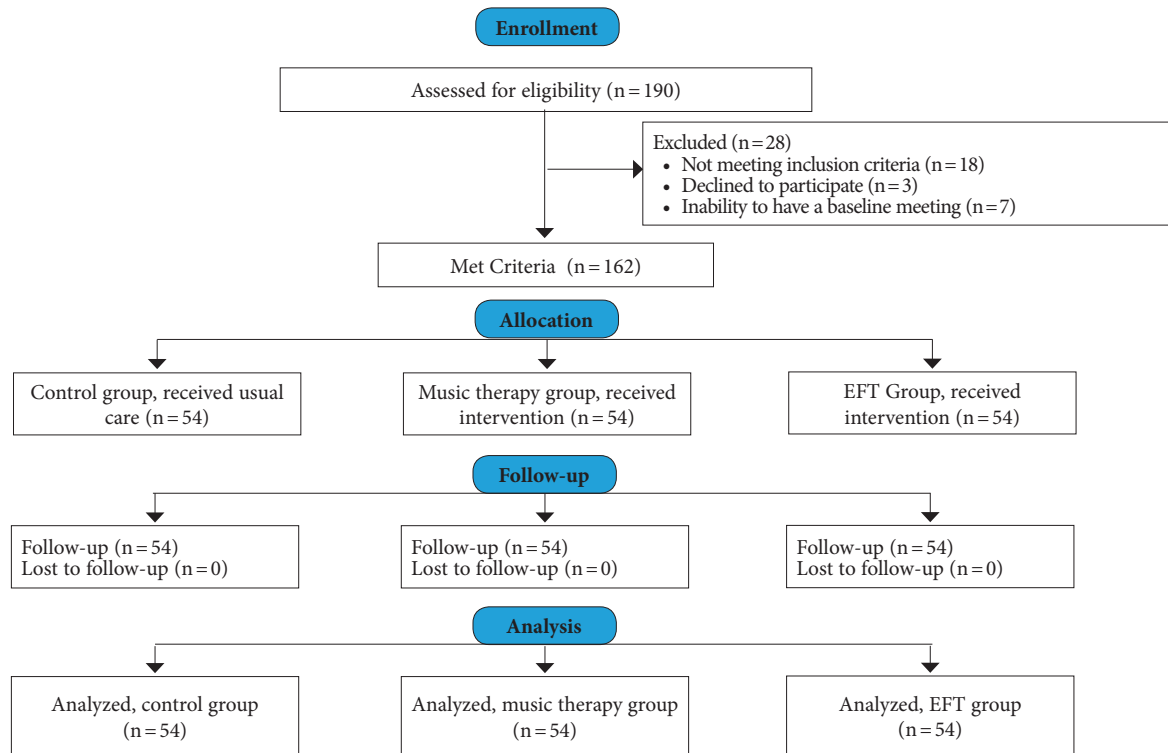 Enrollment
Assessed for eligibility (n = 190)
Excluded (n = 28)
• Not meeting inclusion criteria (n = 18)
• Declined to participate (n = 3)
• Inability to have a baseline meeting (n = 7)
Met Criteria (n = 162)
Allocation
Control group, received usual
care (n = 54)
Music therapy group, received
intervention (n = 54)
EFT Group, received
intervention (n = 54)
Follow-up
Follow-up (n = 54)
Lost to follow-up (n = 0)
Follow-up (n = 54)
Lost to follow-up (n = 0)
Follow-up (n = 54)
Lost to follow-up (n = 0)
Analysis
Analyzed, control group
(n = 54)
Analyzed, music therapy group
(n = 54)
Analyzed, EFT group
(n = 54)